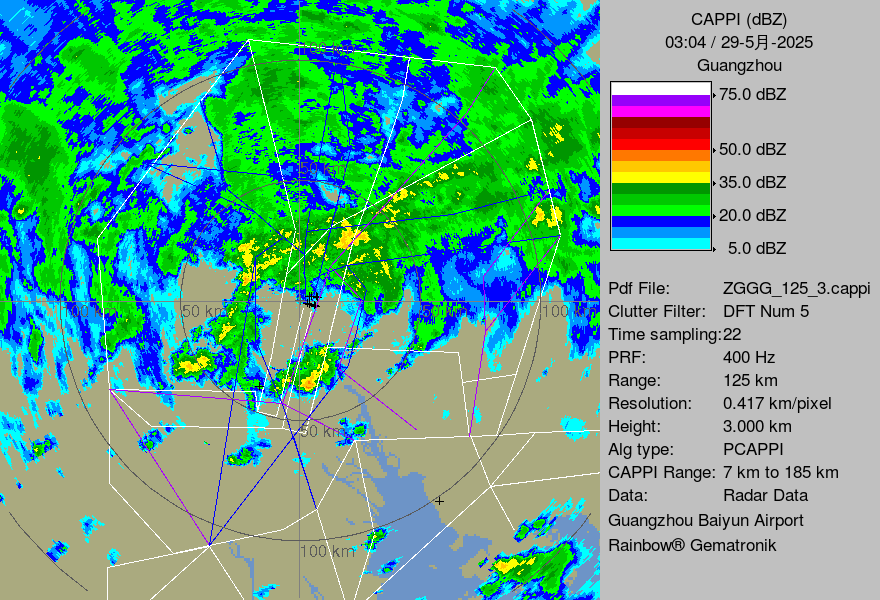 CAPPI (dBZ)
03:04 / 29-5月-2025
Guangzhou
75.0 dBZ
50.0 dBZ
35.0 dBZ
20.0 dBZ
5.0 dBZ
Pdf File: ZGGG_125_3.cappi
Clutter Filter: DFT Num 5
Time sampling:22
PRF: 400 Hz
Range: 125 km
Resolution: 0.417 km/pixel
Height: 3.000 km
Alg type: PCAPPI
CAPPI Range: 7 km to 185 km
Data: Radar Data
Guangzhou Baiyun Airport
Rainbow® Gematronik
100 km
50 km
100 km
50 km
50 km
100 km
50 km
100 km